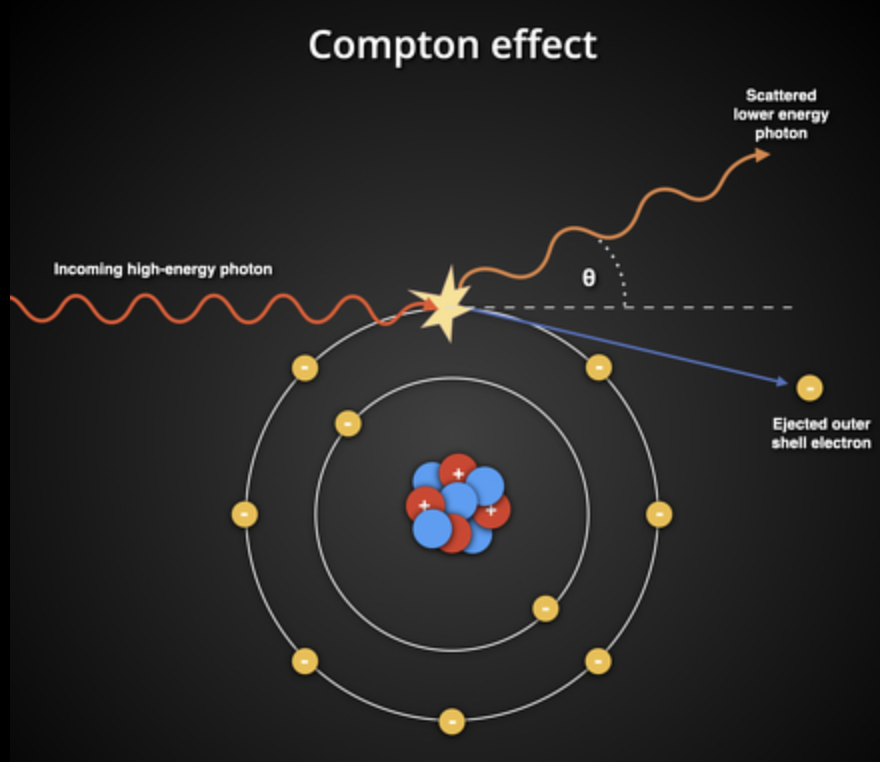 Compton effect
Scattered
lower energy
photon
Incoming high-energy photon
θ
Ejected outer
shell electron
+
+
+
-
-
-
-
-
-
-
-
-
-